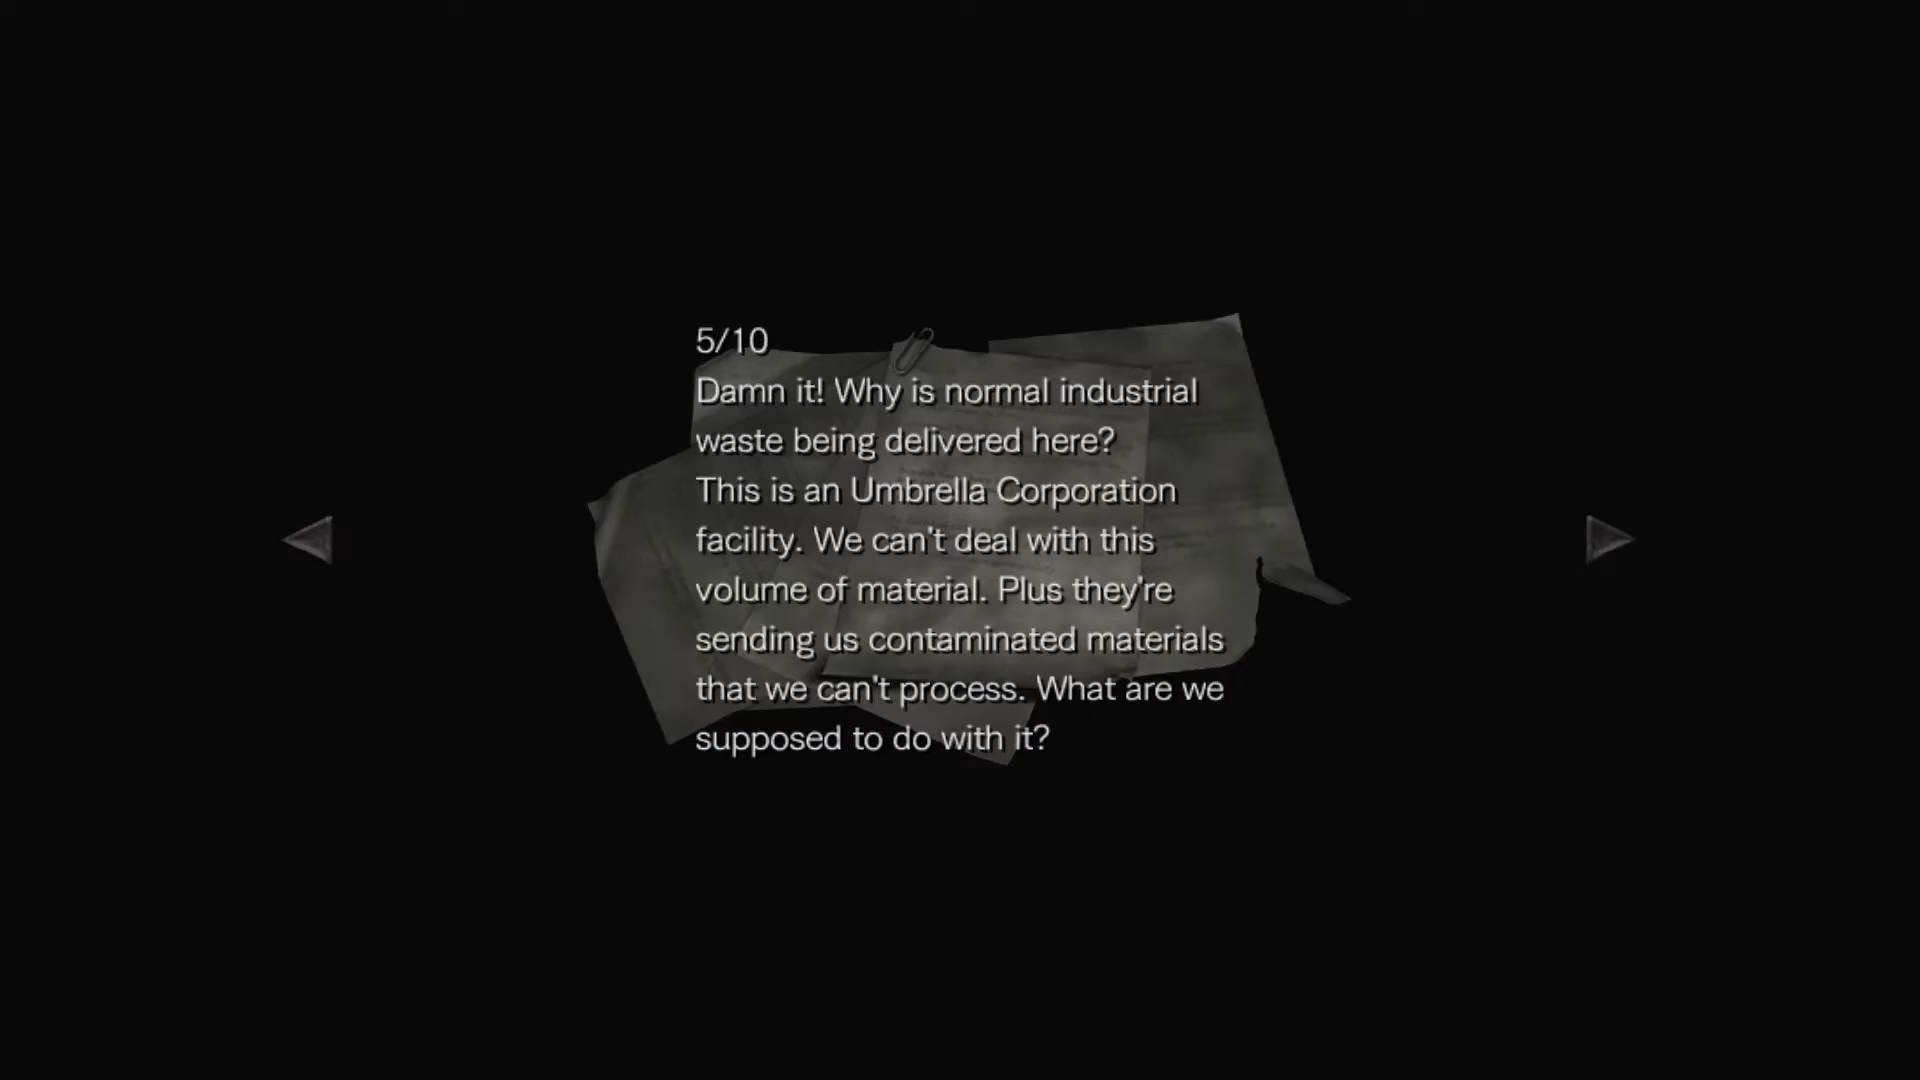 5/10
Damn it! Why is normal industrial
waste being delivered here?
This is an Umbrella Corporation
facility. We can't deal with this
volume of material. Plus they're
sending us contaminated materials
that we can't process. What are we
supposed to do with it?